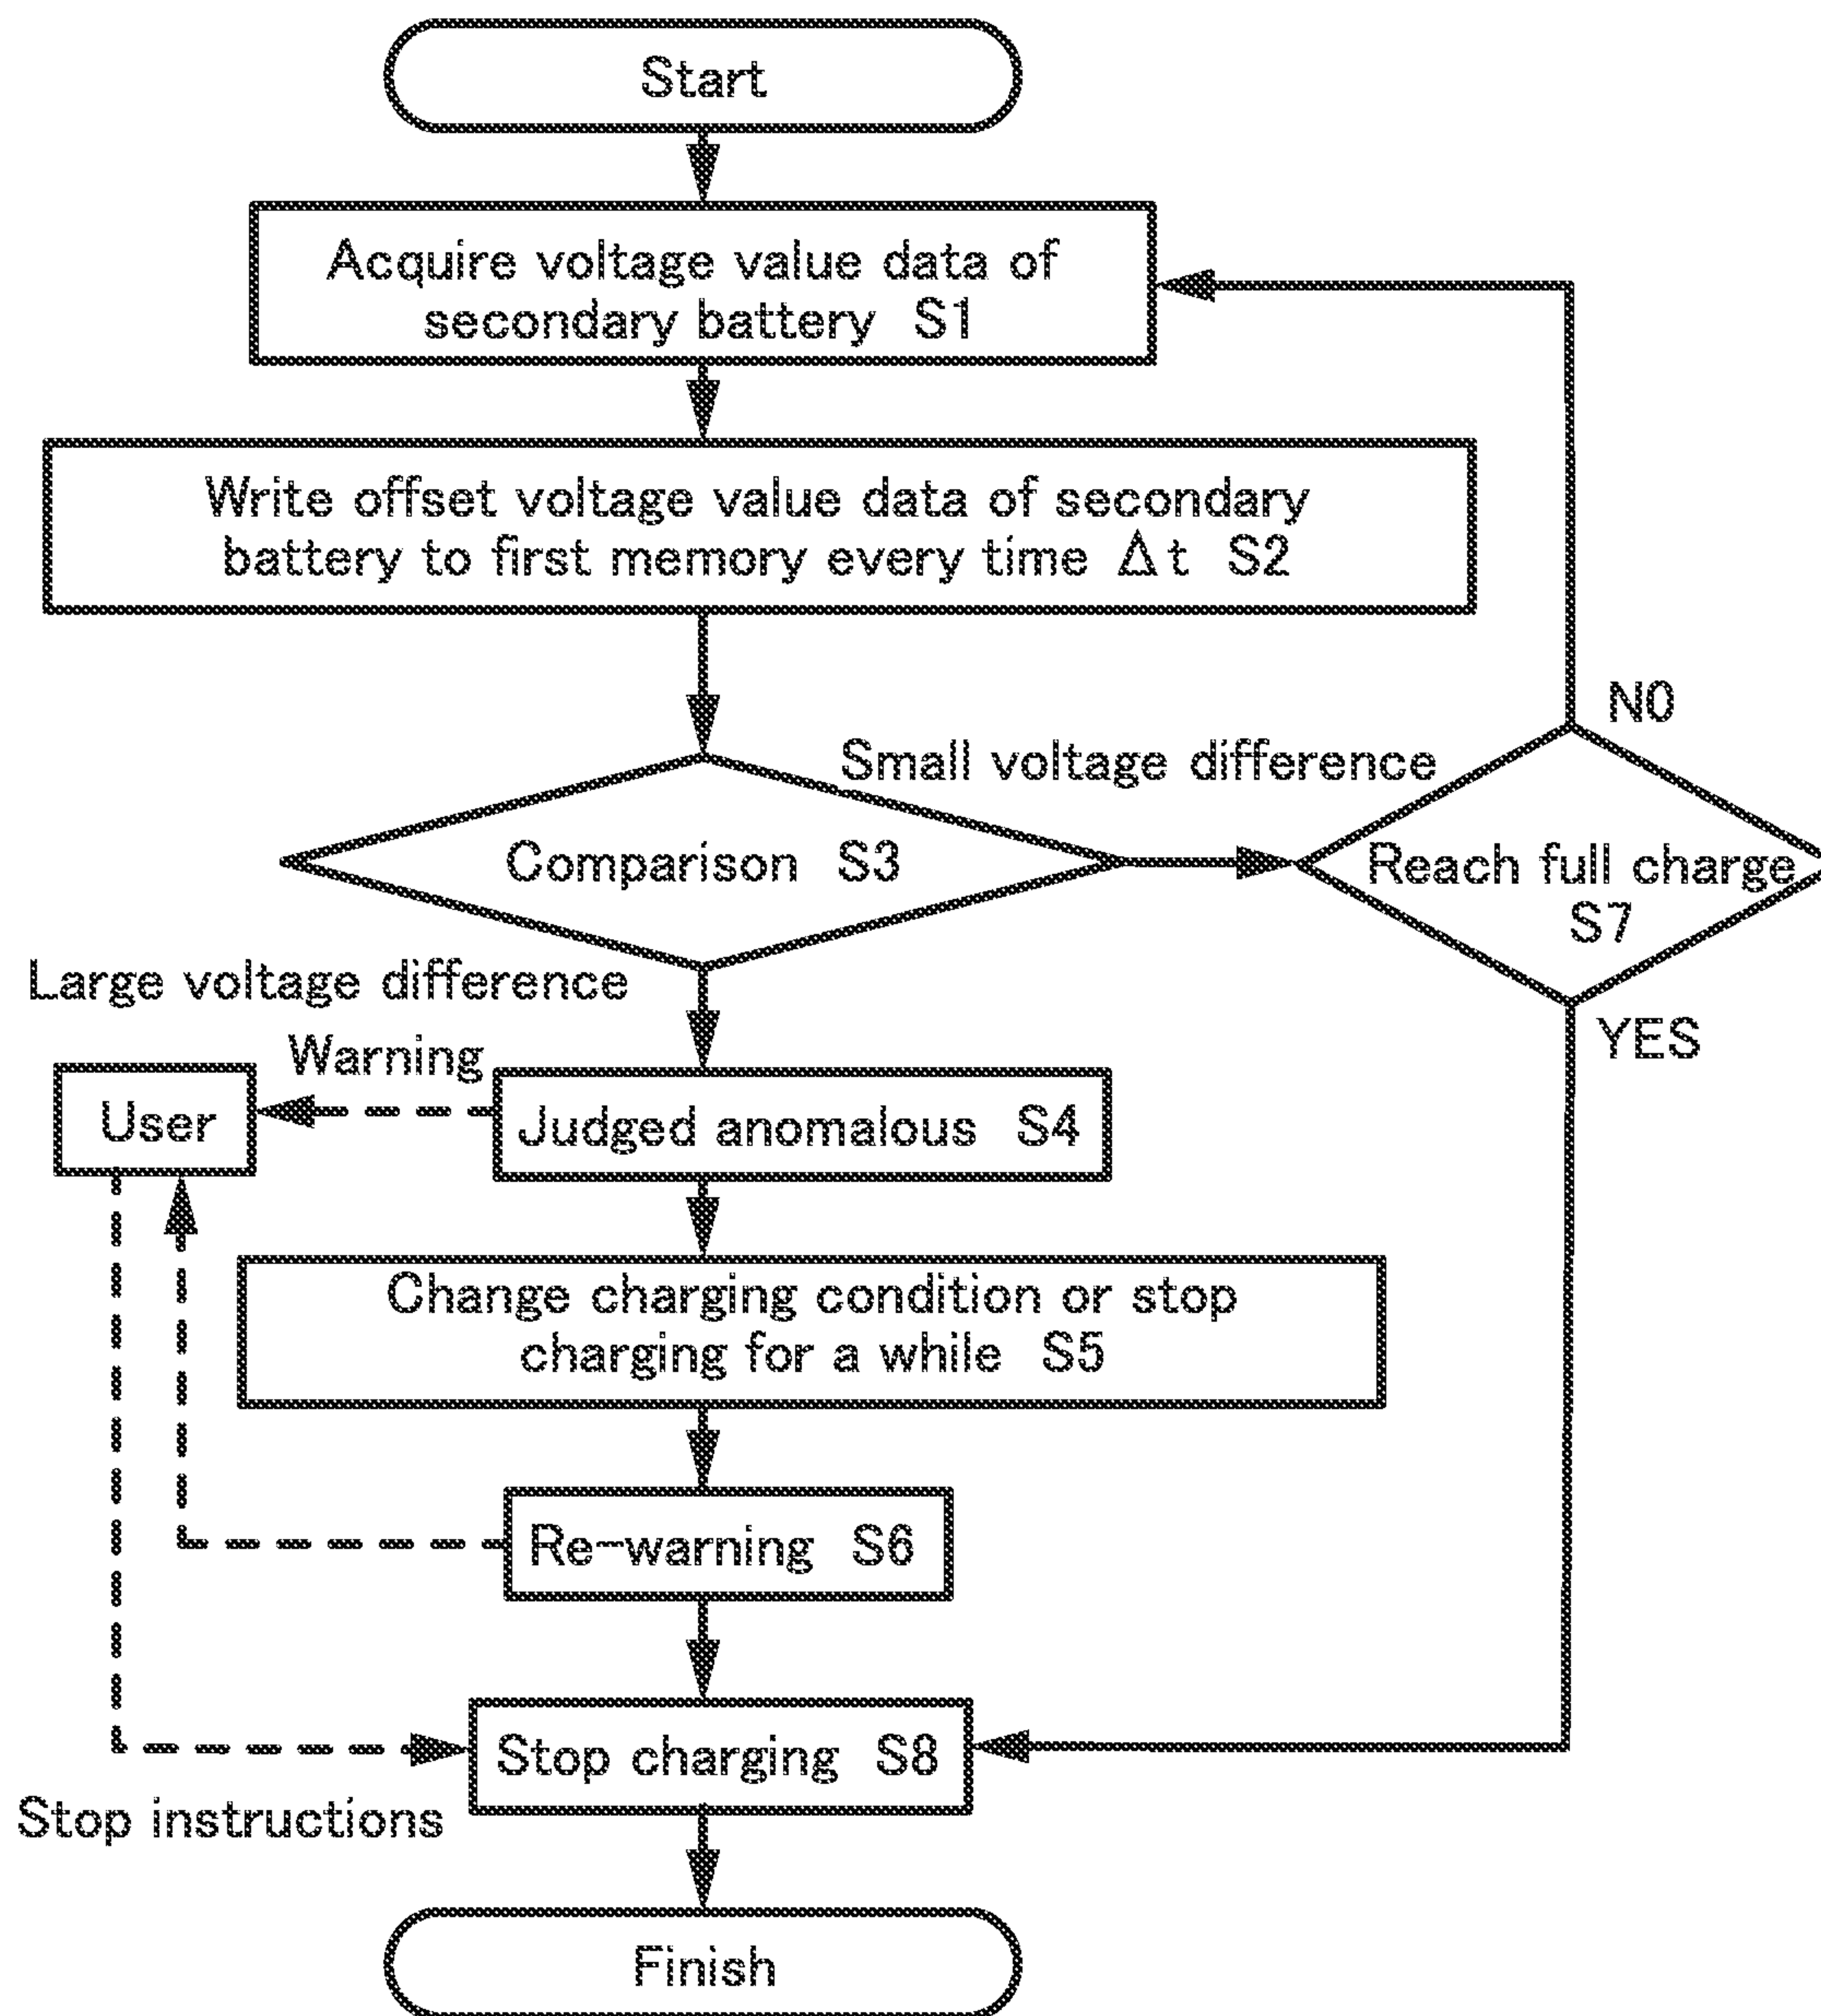 Start
Acquire voltage value data of
secondary battery S1
Write offset voltage value data of secondary
battery to first memory every time Δt S2
NO
Small voltage difference
Comparison S3
Reach full charge
S7
Large voltage difference
YES
Warning
User
Judged anomalous S4
Change charging condition or stop
charging for a while S5
Re-warning S6
Stop charging S8
Stop instructions
Finish